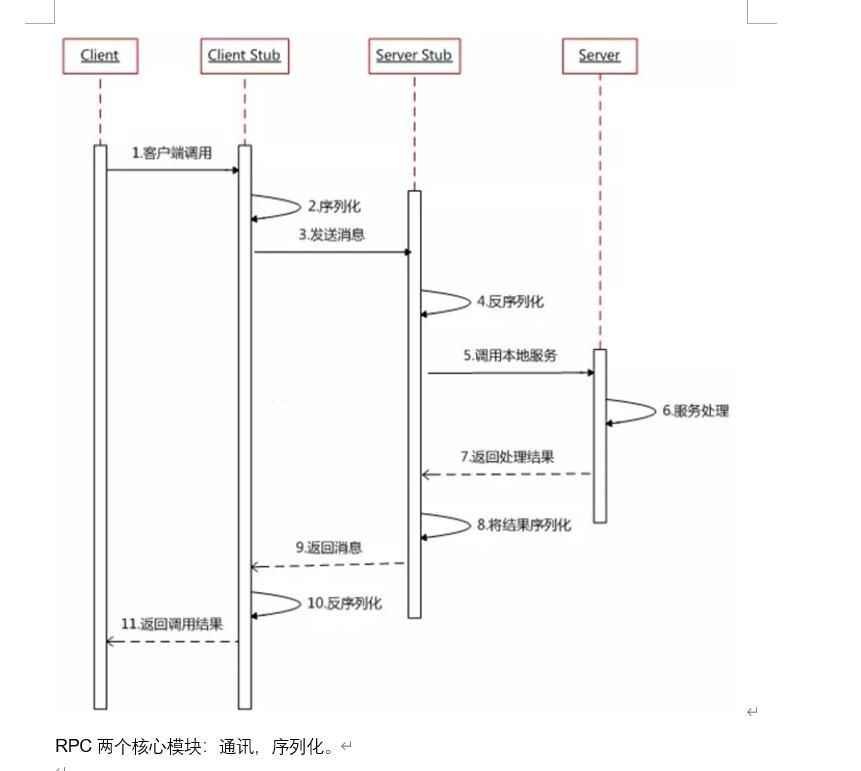 Client
Client Stub
Server Stub
Server
1.客户端调用
2.序列化
3.发送消息
4.反序列化
5.调用本地服务
6.服务处理
7.返回处理结果
8.将结果序列化
9.返回消息
10.反序列化
11.返回调用结果
RPC 两个核心模块：通讯，序列化。